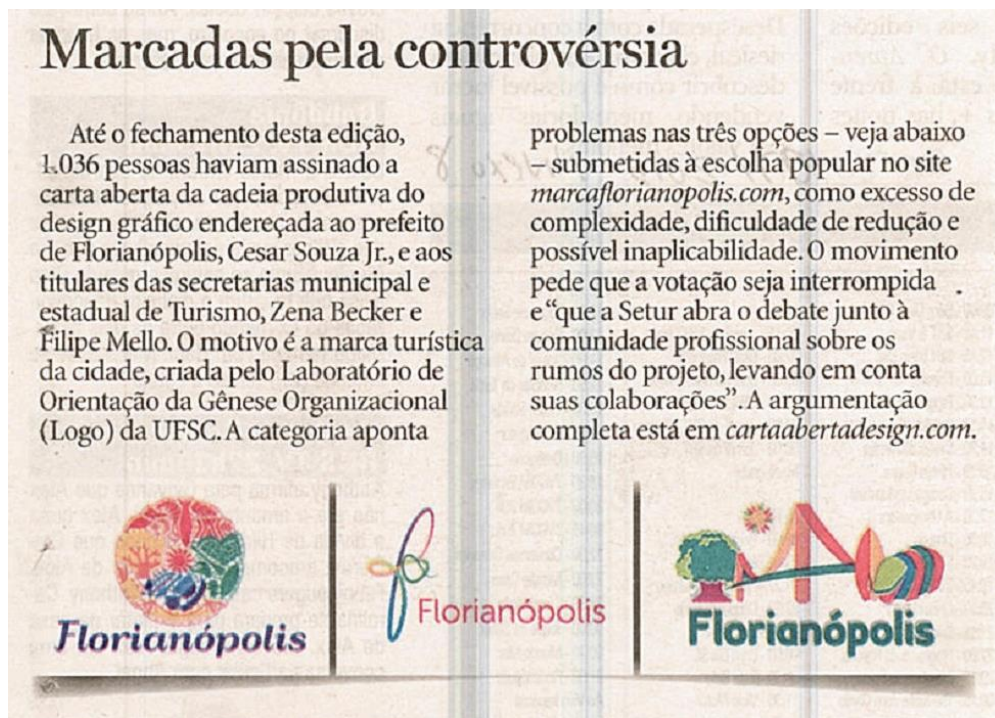 Marcadas pela controvérsia
Até o fechamento desta edição,
1.036 pessoas haviam assinado a
carta aberta da cadeia produtiva do
design gráfico endereçada ao prefeito
de Florianópolis, Cesar Souza Jr., e aos
titulares das secretarias municipal e
estadual de Turismo, Zena Becker e
Filipe Mello. O motivo é a marca turística
da cidade, criada pelo Laboratório de
Orientação da Gênese Organizacional
(Logo) da UFSC. A categoria aponta
problemas nas três opções – veja abaixo
– submetidas à escolha popular no site
marcaflorianopolis.com, como excesso de
complexidade, dificuldade de redução e
possível inaplicabilidade. O movimento
pede que a votação seja interrompida
e “que a Setur abra o debate junto à
comunidade profissional sobre os
rumos do projeto, levando em conta
suas colaborações”. A argumentação
completa está em cartaabertadesign.com.
Florianópolis
Florianópolis
Florianópolis